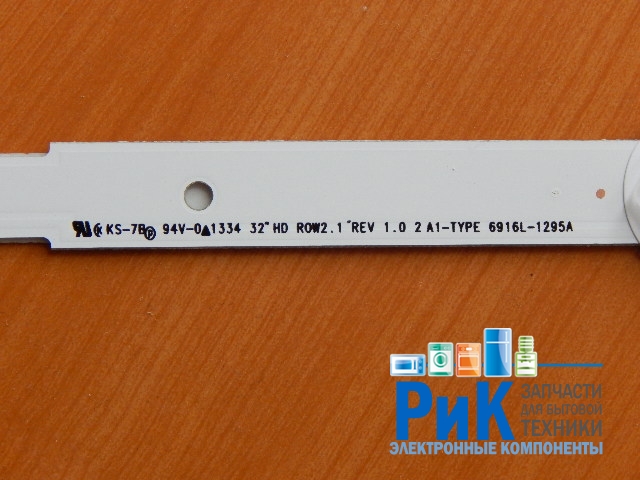 KS-7B 94V-0 1334 32" HD ROW2.1 "REV 1.0 2 A1-TYPE 6916L-1295A
РиК
ЗАПЧАСТИ
ДЛЯ БЫТОВОЙ
ТЕХНИКИ
ЭЛЕКТРОННЫЕ КОМПОНЕНТЫ